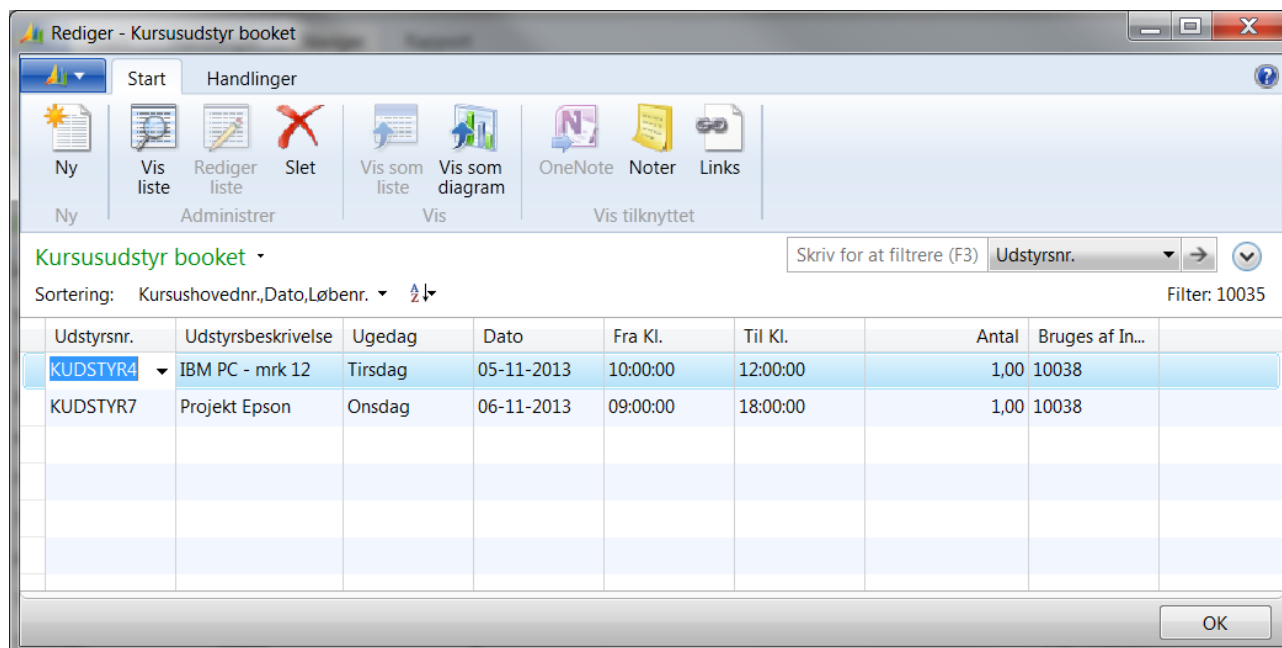 Rediger - Kursusudstyr booket
Start Handlinger
Ny Vis liste Rediger liste Slet Vis som liste Vis som diagram OneNote Noter Links
Ny Administrer Vis Vis tilknyttet
Kursusudstyr booket Skriv for at filtrere (F3) Udstyrsnr.
Sortering: Kursushovednr.,Dato,Løbenr. Filter: 10035
Udstyrsnr. Udstyrsbeskrivelse Ugedag Dato Fra Kl. Til Kl. Antal Bruges af In...
KUDSTYR4 IBM PC - mrk 12 Tirsdag 05-11-2013 10:00:00 12:00:00 1,00 10038
KUDSTYR7 Projekt Epson Onsdag 06-11-2013 09:00:00 18:00:00 1,00 10038
OK